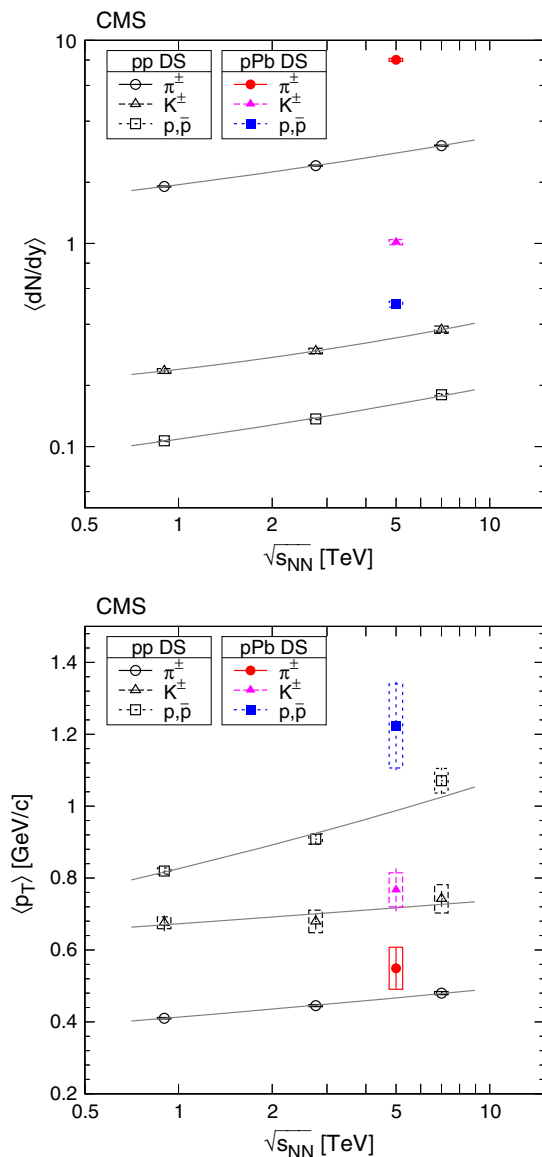 CMS
pp DS
π±
K±
p,p̄
pPb DS
π±
K±
p,p̄
10
1
0.1
⟨dN/dy⟩
0.5 1 2 5 10
√sNN [TeV]
CMS
pp DS
π±
K±
p,p̄
pPb DS
π±
K±
p,p̄
1.4
1.2
1
0.8
0.6
0.4
0.2
⟨pT⟩ [GeV/c]
0.5 1 2 5 10
√sNN [TeV]